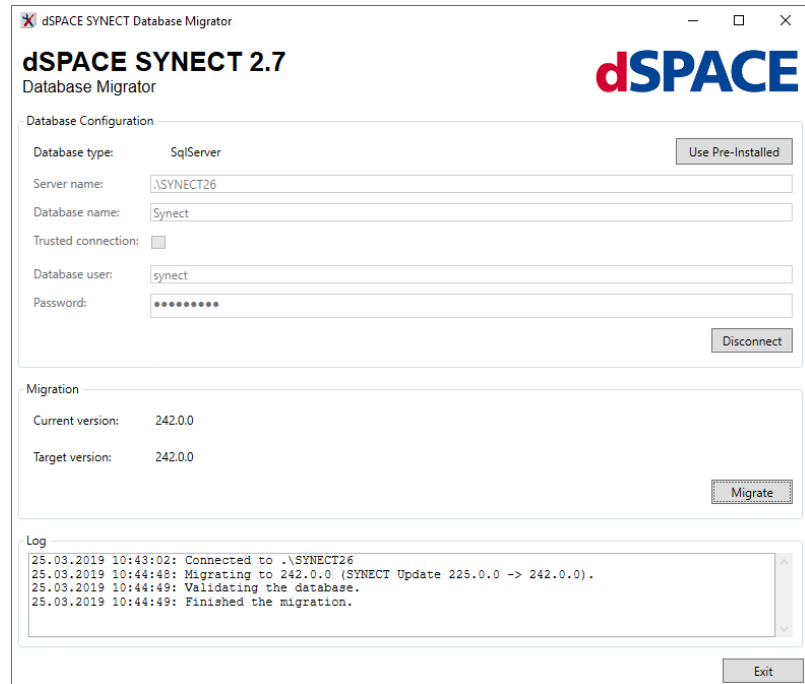 dSPACE SYNECT Database Migrator
dSPACE SYNECT 2.7
Database Migrator
dSPACE
Database Configuration
Database type: SqlServer
Use Pre-Installed
Server name: .\SYNECT26
Database name: Synect
Trusted connection:
Database user: synect
Password: ●●●●●●●●●
Disconnect
Migration
Current version: 242.0.0
Target version: 242.0.0
Migrate
Log
25.03.2019 10:43:02: Connected to .\SYNECT26
25.03.2019 10:44:48: Migrating to 242.0.0 (SYNECT Update 225.0.0 -> 242.0.0).
25.03.2019 10:44:49: Validating the database.
25.03.2019 10:44:49: Finished the migration.
Exit